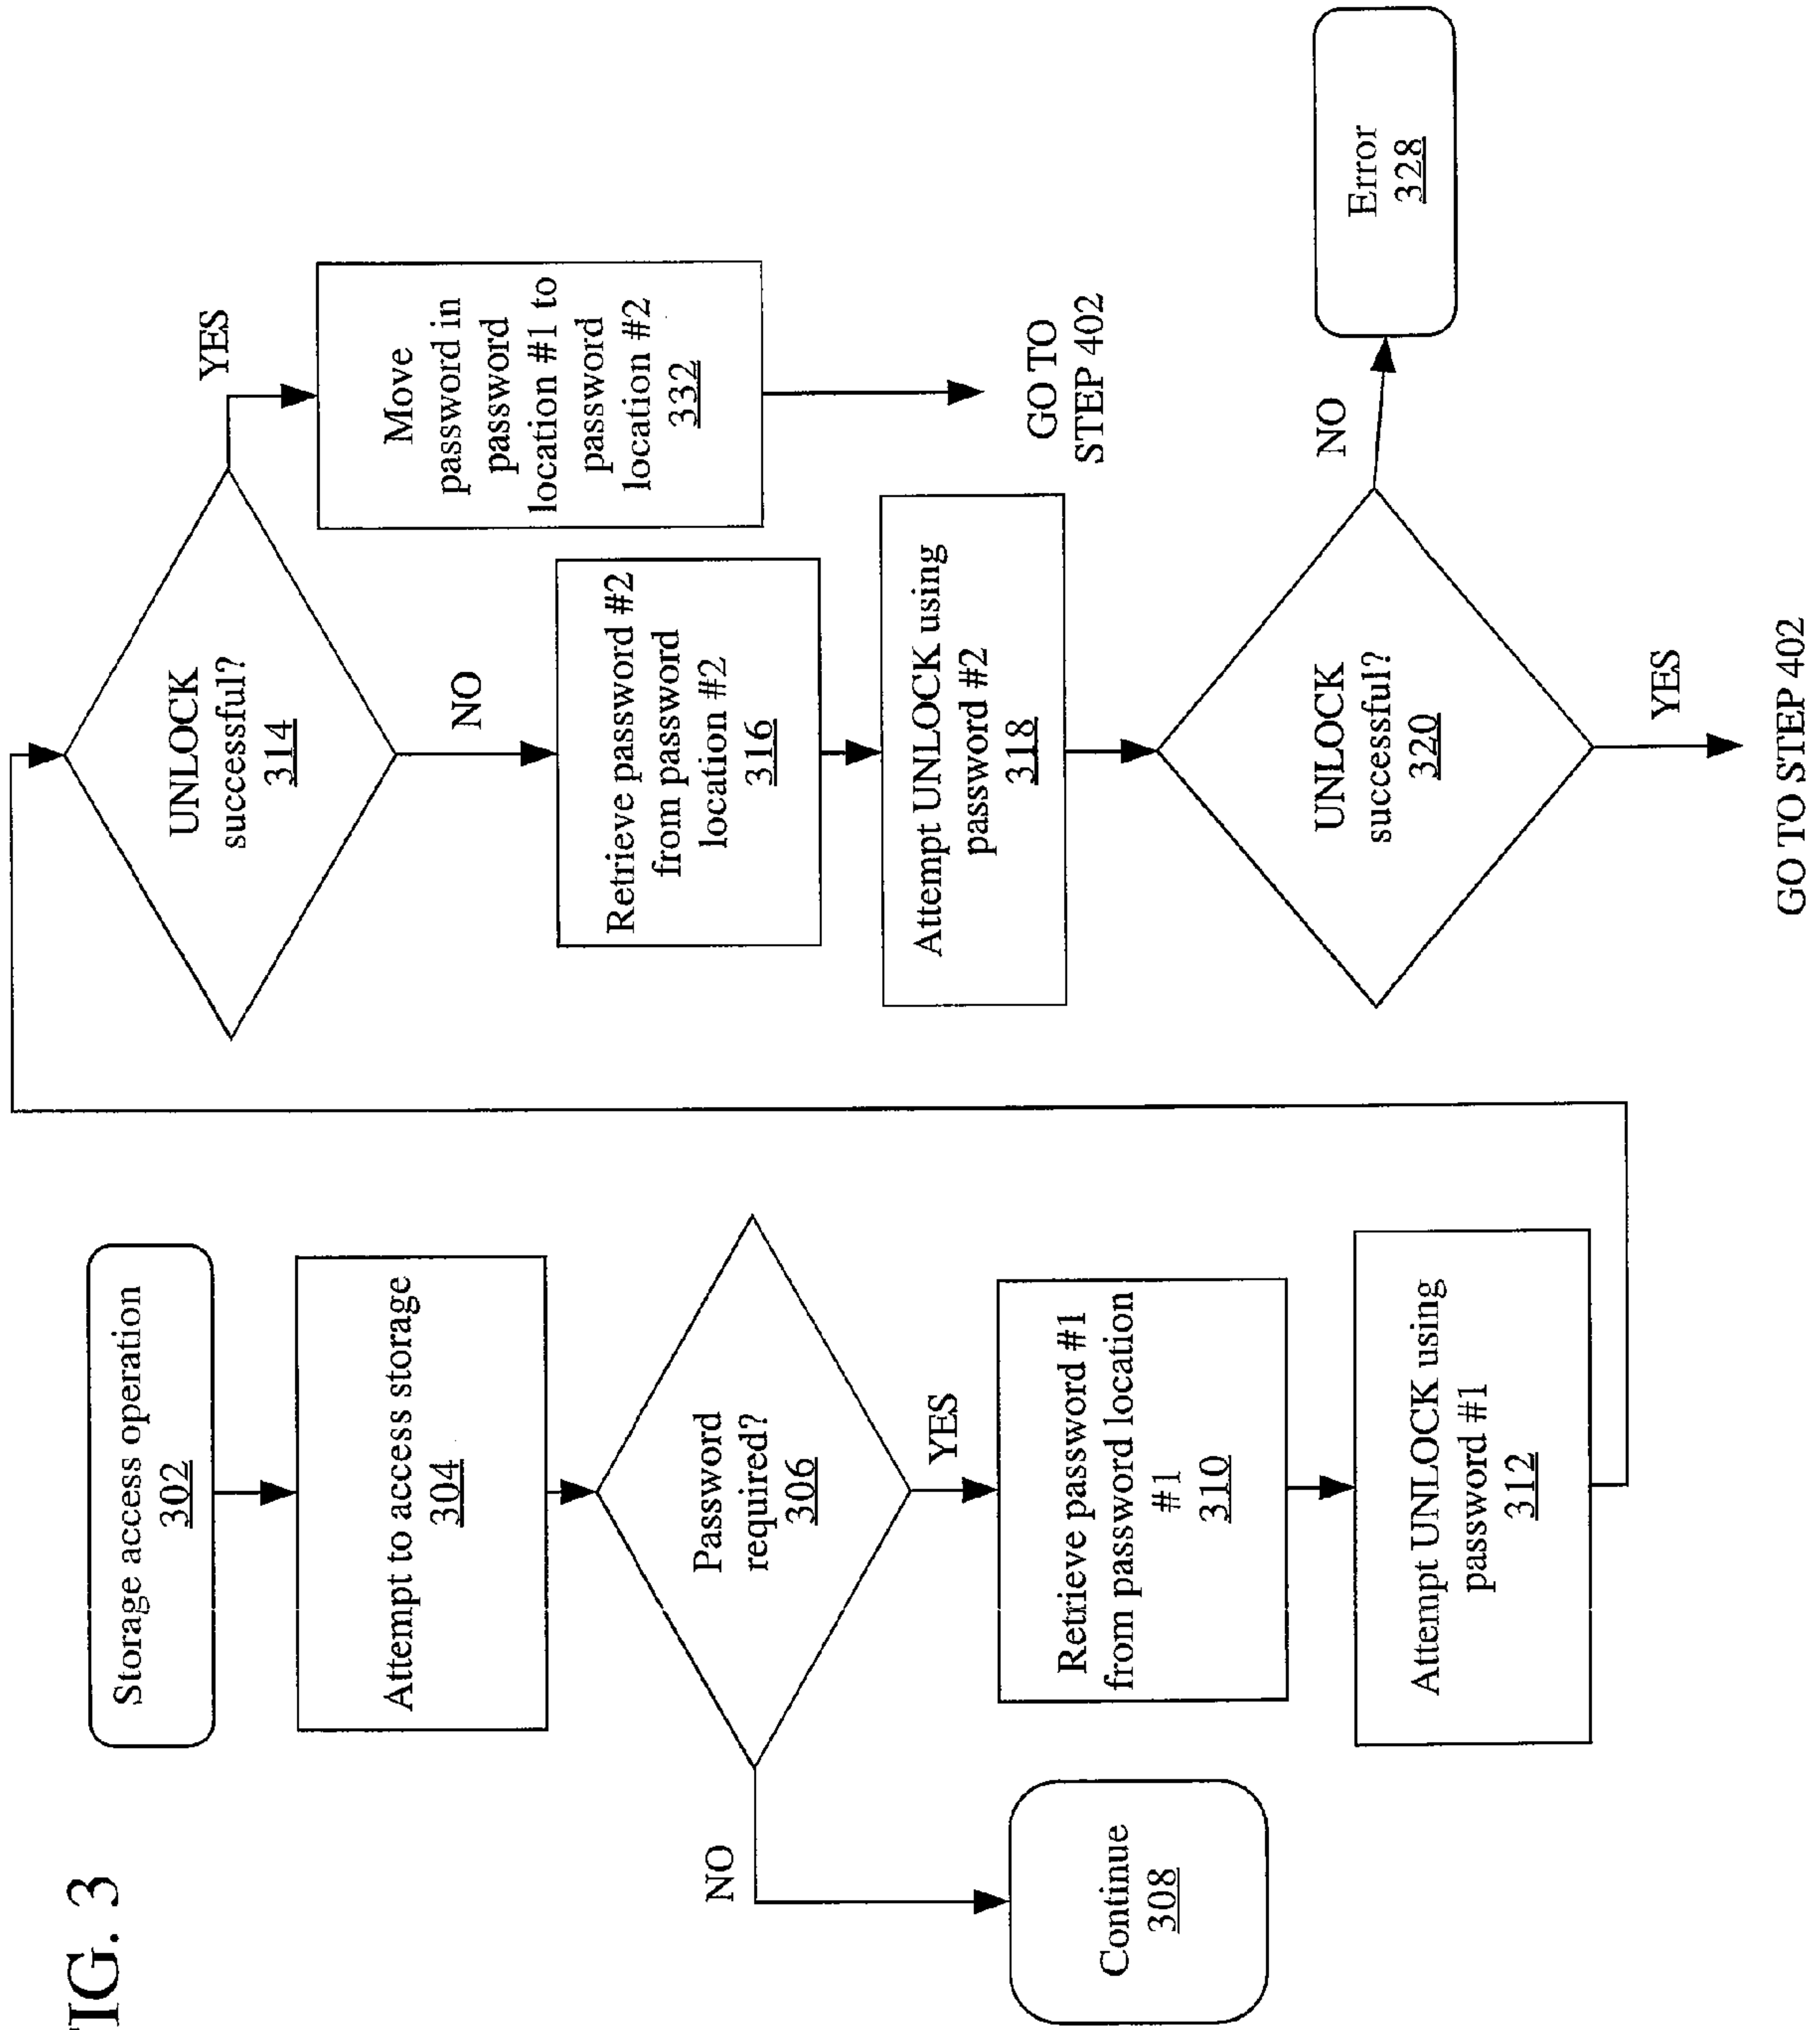 FIG. 3
Storage access operation
302
Attempt to access storage
304
Password
required?
306
NO
YES
Continue
308
Retrieve password #1
from password location
#1
310
Attempt UNLOCK using
password #1
312
UNLOCK
successful?
314
YES
NO
Move
password in
password
location #1 to
password
location #2
332
GO TO
STEP 402
Retrieve password #2
from password
location #2
316
Attempt UNLOCK using
password #2
318
UNLOCK
successful?
320
NO
Error
328
YES
GO TO STEP 402